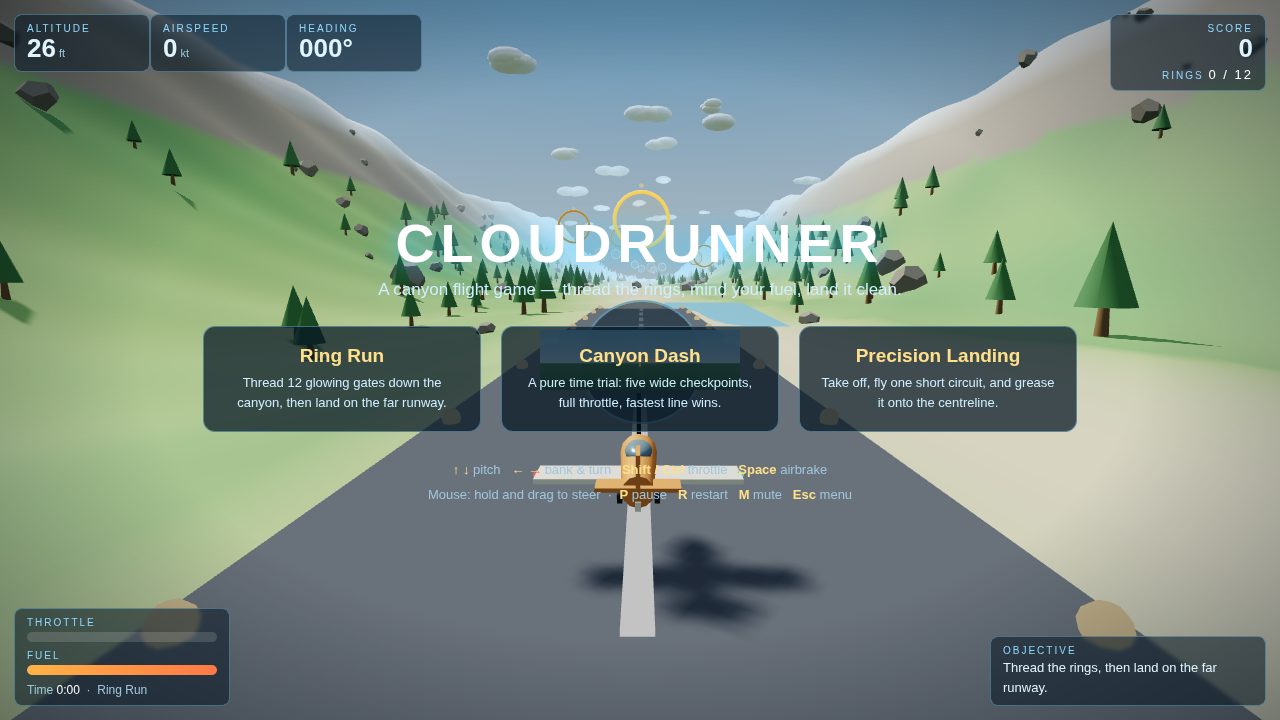 ALTITUDE
26 ft
AIRSPEED
0 kt
HEADING
000°
SCORE
0
RINGS 0 / 12
CLOUDRUNNER
A canyon flight game — thread the rings, mind your fuel, land it clean.
Ring Run
Thread 12 glowing gates down the
canyon, then land on the far runway.
Canyon Dash
A pure time trial: five wide checkpoints,
full throttle, fastest line wins.
Precision Landing
Take off, fly one short circuit, and grease
it onto the centreline.
↑ ↓ pitch ← → bank & turn Shift / Ctrl throttle Space airbrake
Mouse: hold and drag to steer · P pause R restart M mute Esc menu
THROTTLE
FUEL
Time 0:00 · Ring Run
OBJECTIVE
Thread the rings, then land on the far
runway.